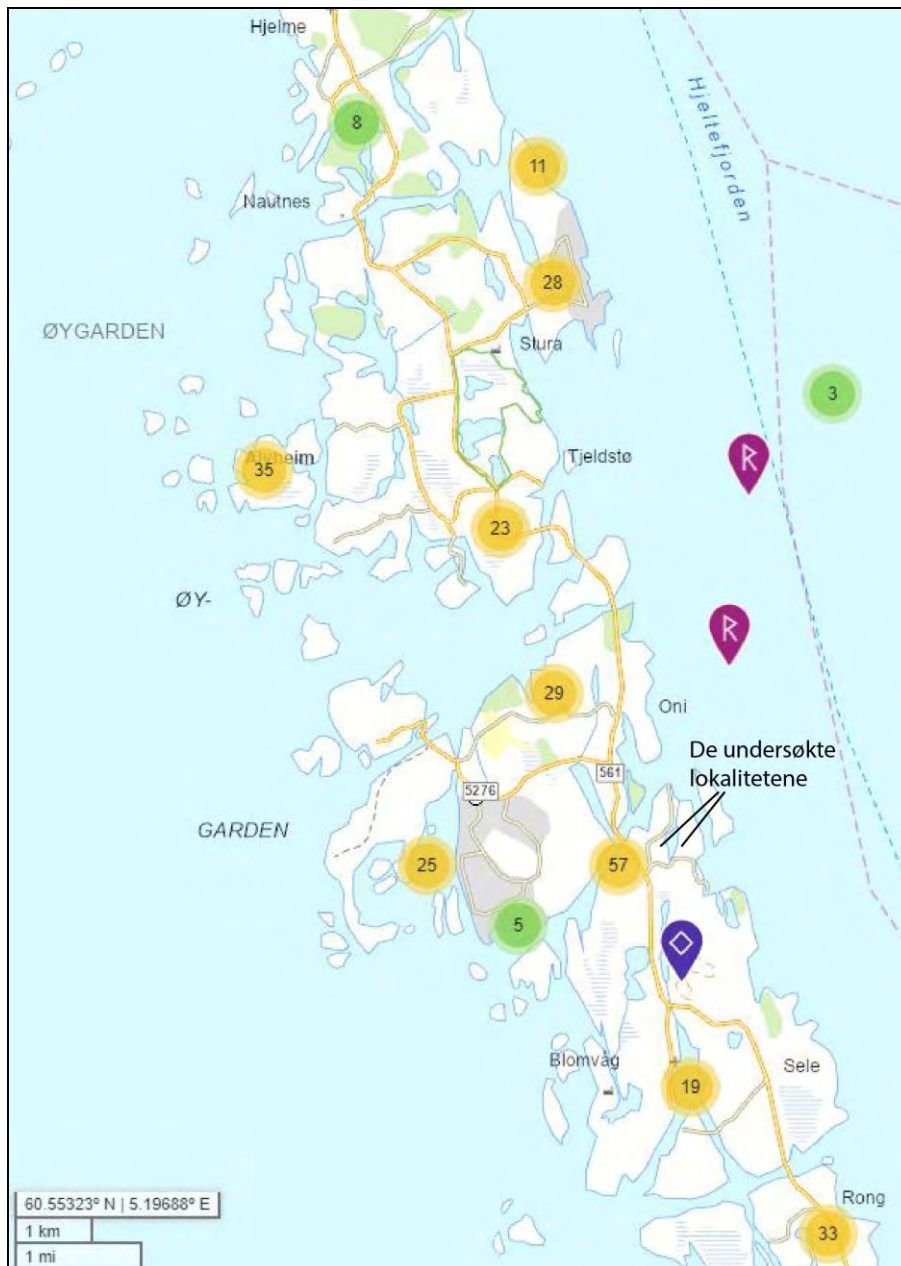 Hjelme
8
11
Hjeltefjorden
Nautnes
28
ØYGARDEN
Stura
3
Alvheim
35
Tjeldstø
23
ØY-
29
Oni
De undersøkte
lokalitetene
561
5276
GARDEN
25
57
5
Blomvåg
Sele
19
60.55323° N | 5.19688° E
1 km
1 mi
Rong
33